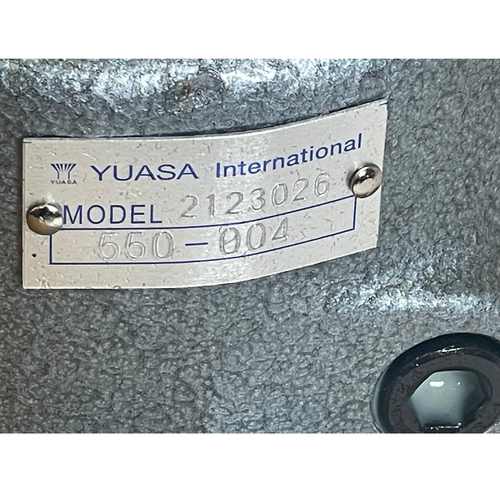 YUASA
YUASA International
MODEL 2123026
550-004